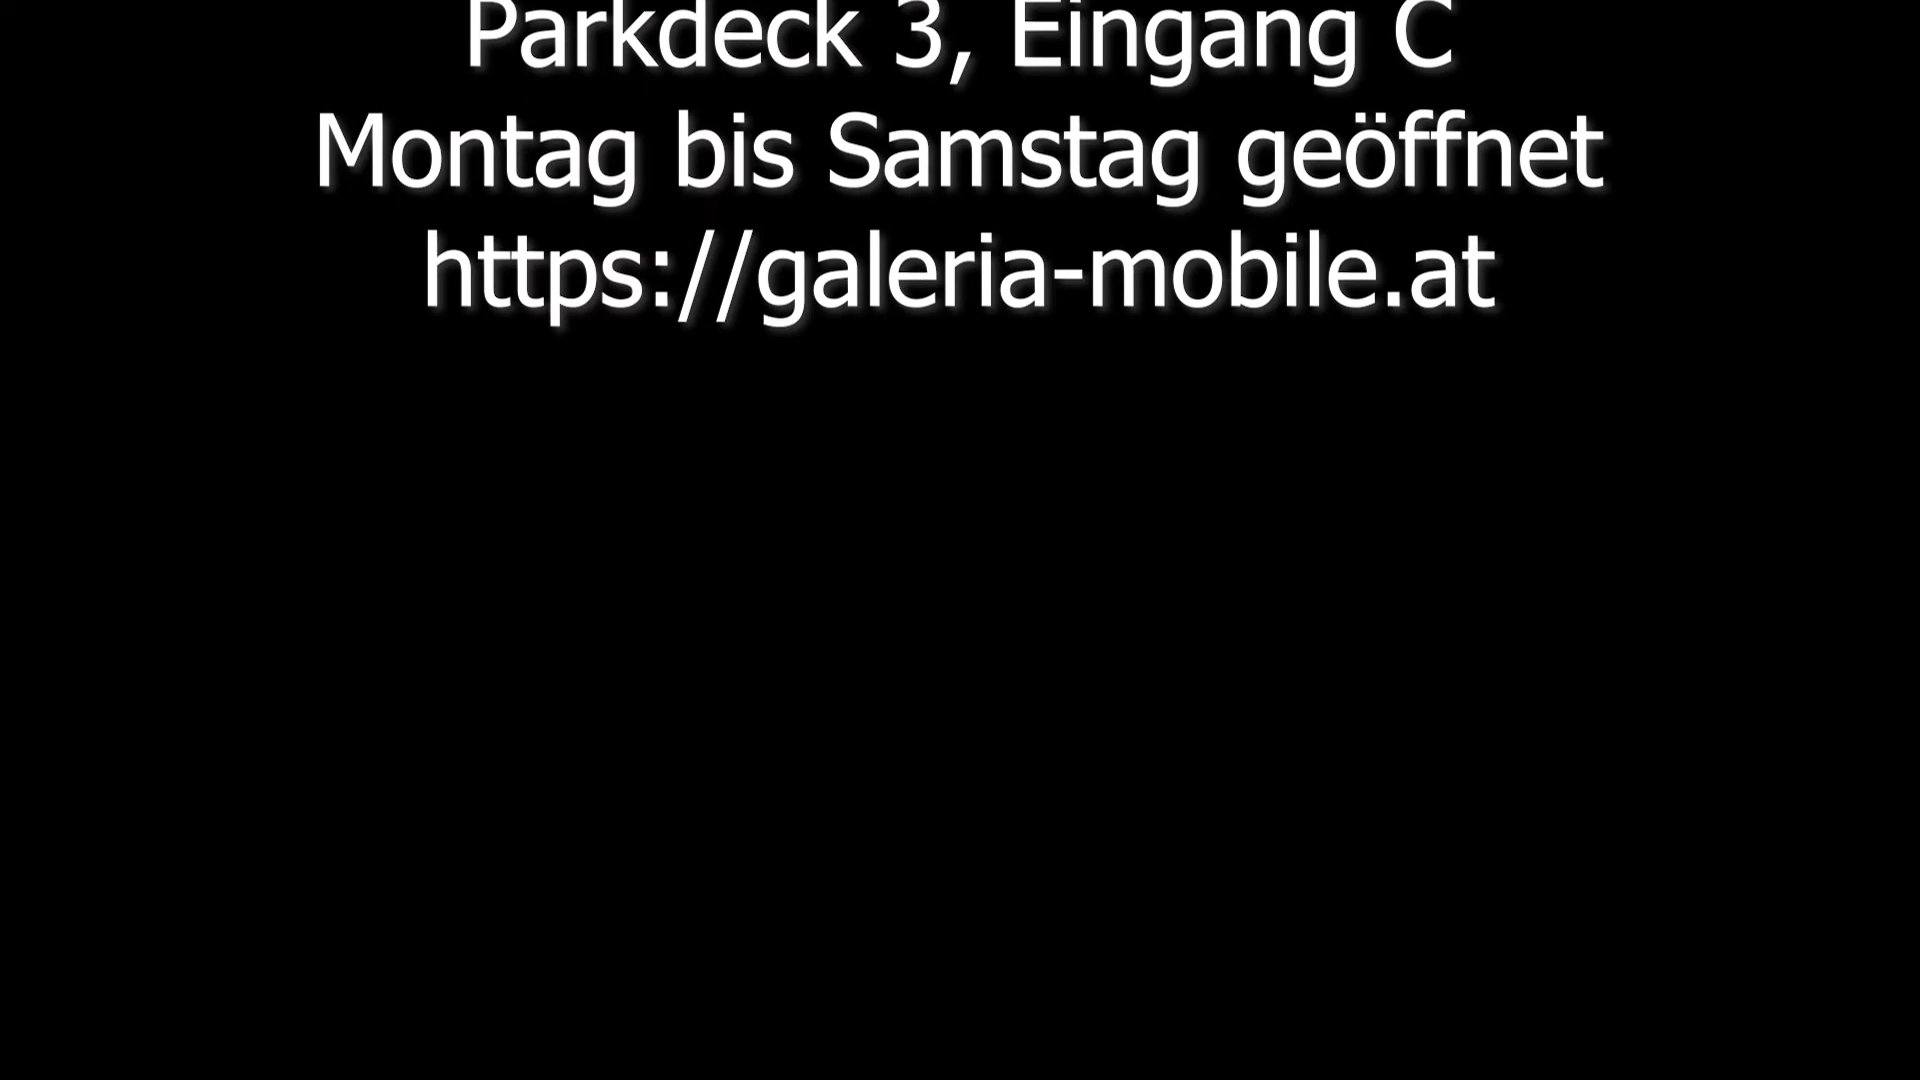 Parkdeck 3, Eingang C
Montag bis Samstag geöffnet
https://galeria-mobile.at